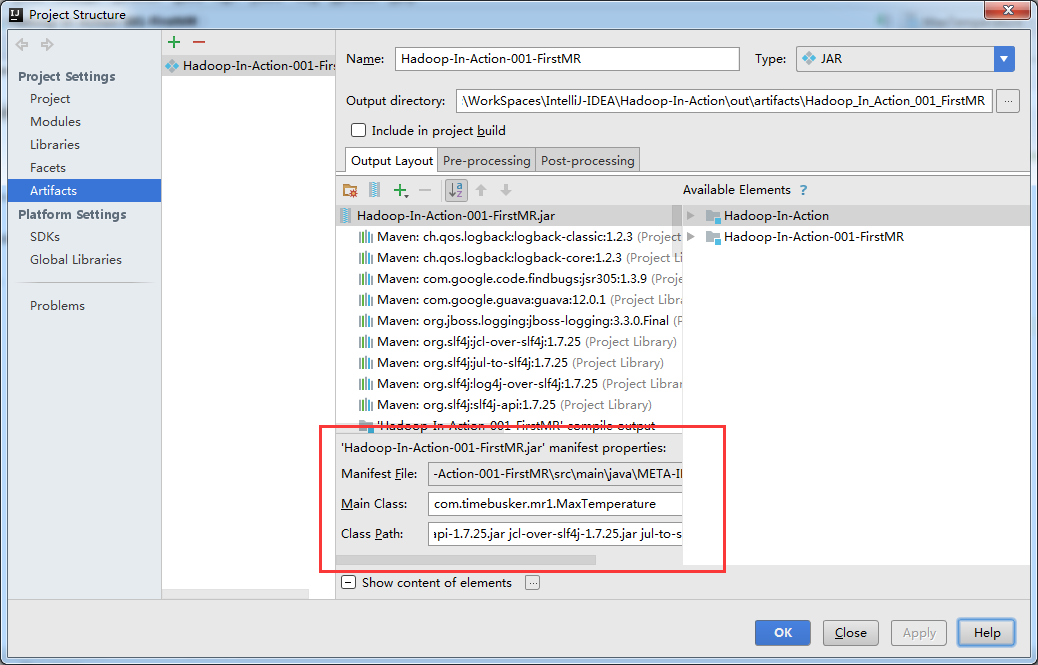 Project Structure
Project Settings
Project
Modules
Libraries
Facets
Artifacts
Platform Settings
SDKs
Global Libraries
Problems
Hadoop-In-Action-001-Firs
Name: Hadoop-In-Action-001-FirstMR Type: JAR
Output directory: \WorkSpaces\IntelliJ-IDEA\Hadoop-In-Action\out\artifacts\Hadoop_In_Action_001_FirstMR ...
Include in project build
Output Layout Pre-processing Post-processing
Available Elements ?
Hadoop-In-Action-001-FirstMR.jar
Maven: ch.qos.logback:logback-classic:1.2.3 (Project
Maven: ch.qos.logback:logback-core:1.2.3 (Project Li
Maven: com.google.code.findbugs:jsr305:1.3.9 (Proje
Maven: com.google.guava:guava:12.0.1 (Project Libra
Maven: org.jboss.logging:jboss-logging:3.3.0.Final (P
Maven: org.slf4j:jcl-over-slf4j:1.7.25 (Project Library)
Maven: org.slf4j:jul-to-slf4j:1.7.25 (Project Library)
Maven: org.slf4j:log4j-over-slf4j:1.7.25 (Project Librar
Maven: org.slf4j:slf4j-api:1.7.25 (Project Library)
'Hadoop-In-Action-001-FirstMR' compile output
Hadoop-In-Action
Hadoop-In-Action-001-FirstMR
'Hadoop-In-Action-001-FirstMR.jar' manifest properties:
Manifest File: -Action-001-FirstMR\src\main\java\META-IN
Main Class: com.timebusker.mr1.MaxTemperature
Class Path: api-1.7.25.jar jcl-over-slf4j-1.7.25.jar jul-to-s
Show content of elements ...
OK Close Apply Help